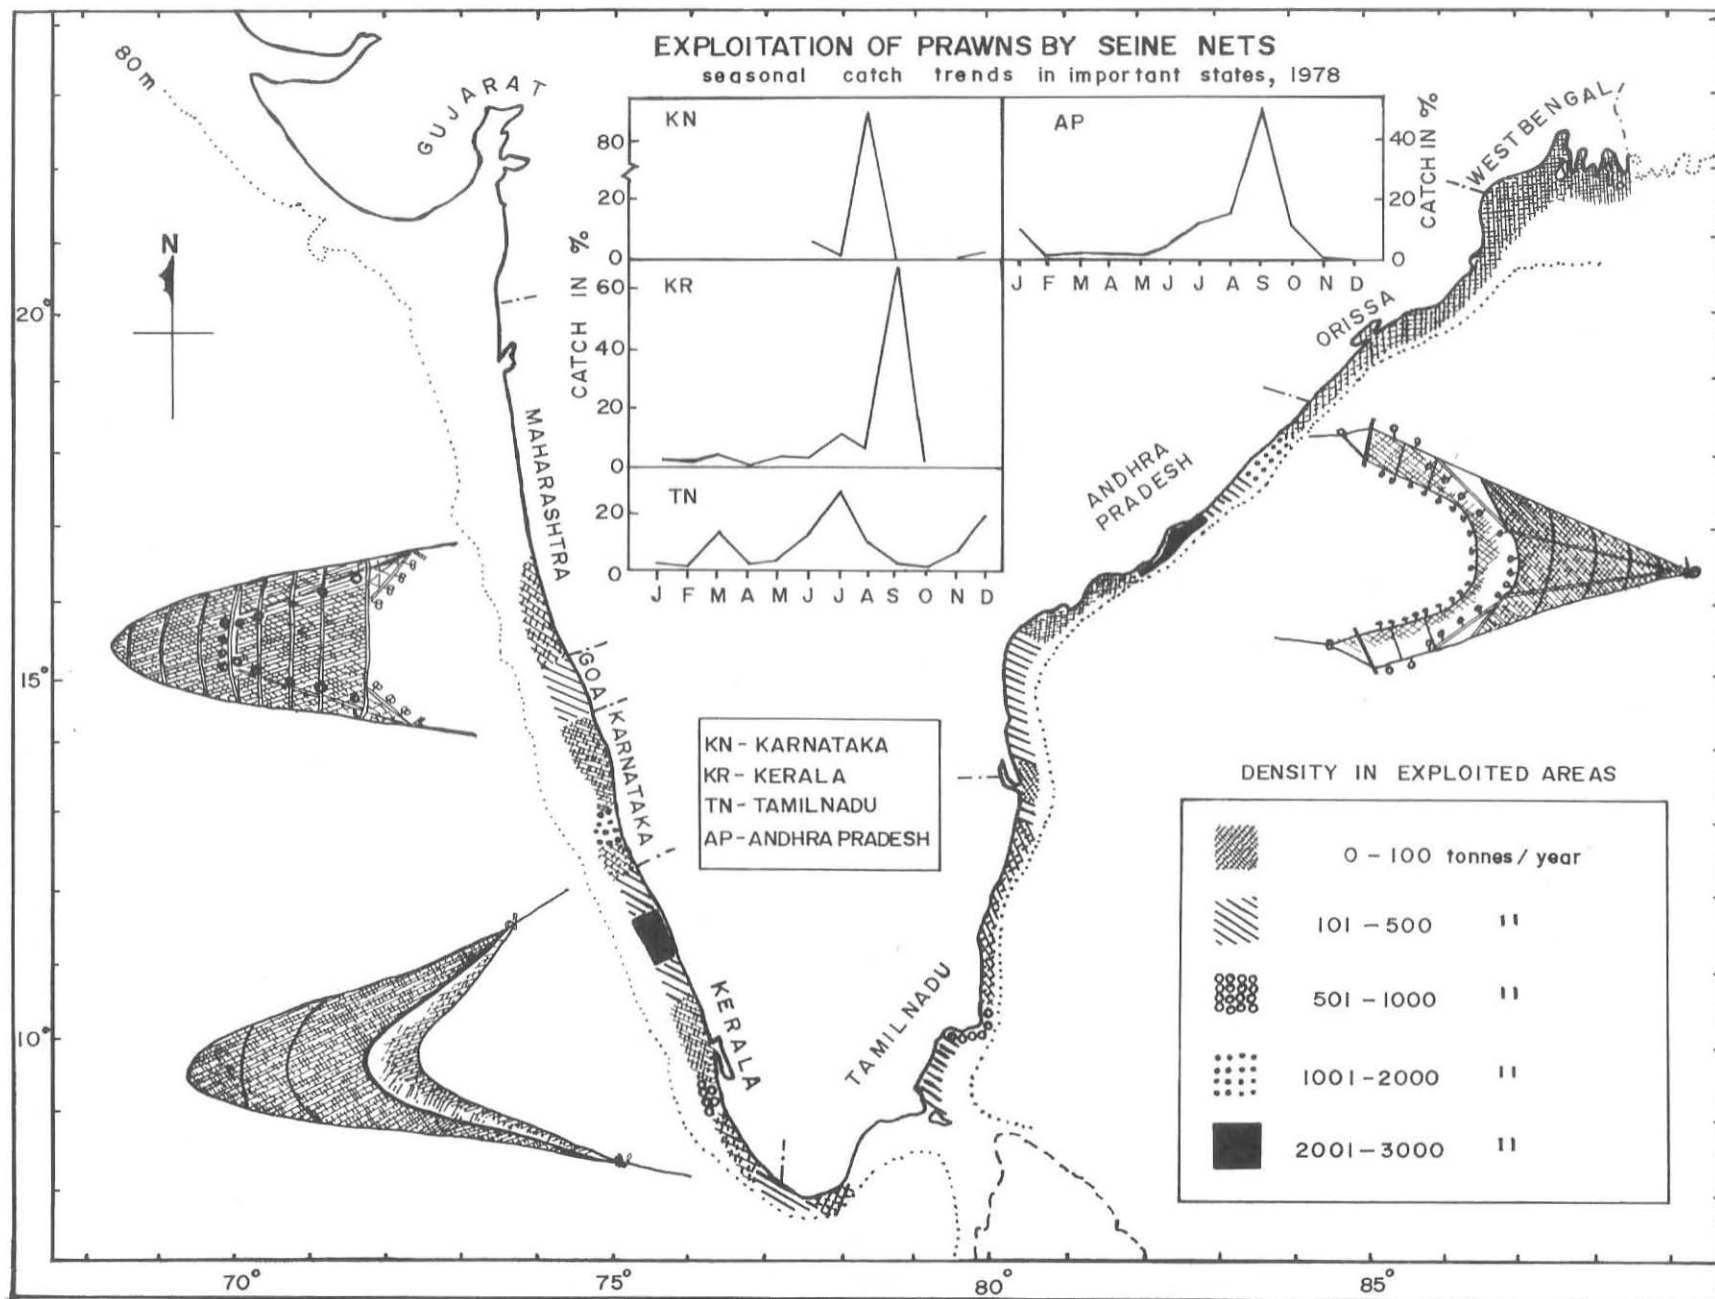 EXPLOITATION OF PRAWNS BY SEINE NETS
seasonal catch trends in important states, 1978
80m
GUJARAT
WEST BENGAL
KN
80
20
0
AP
40
20
0
CATCH IN %
J F M A M J J A S O N D
CATCH IN %
KR
60
40
20
0
TN
20
0
J F M A M J J A S O N D
N
ORISSA
MAHARASHTRA
ANDHRA
PRADESH
GOA
KARNATAKA
KERALA
TAMILNADU
KN - KARNATAKA
KR - KERALA
TN - TAMILNADU
AP - ANDHRA PRADESH
DENSITY IN EXPLOITED AREAS
0 - 100 tonnes / year
101 - 500 "
501 - 1000 "
1001 - 2000 "
2001 - 3000 "
20°
15°
10°
70° 75° 80° 85°